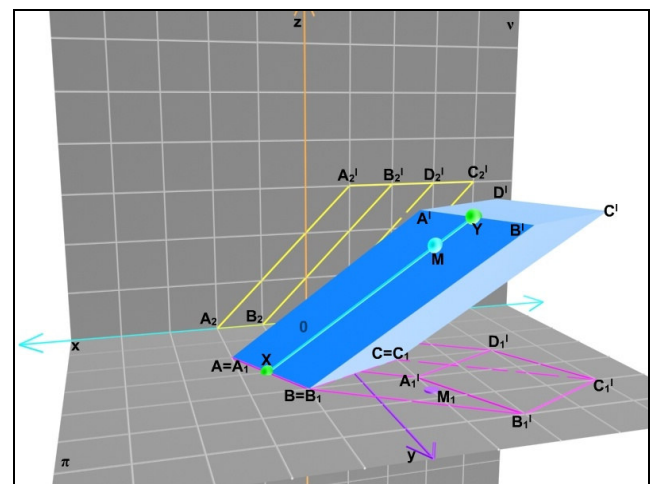 z
ν
A₂ᴵ
B₂ᴵ
D₂ᴵ
C₂ᴵ
Dᴵ
Aᴵ
Cᴵ
Y
Bᴵ
M
A₂
B₂
0
x
A=A₁
X
C=C₁
D₁ᴵ
A₁ᴵ
C₁ᴵ
B=B₁
M₁
B₁ᴵ
y
π